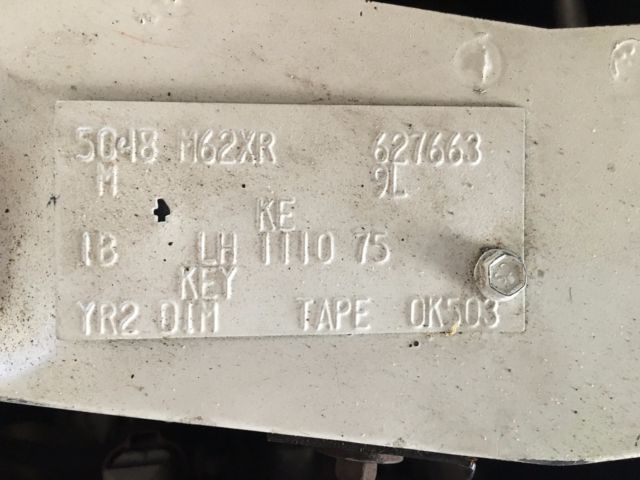 5048 M62XR 627663
M 9L
KE
18 LH 1110 75
KEY
YR2 DIM TAPE OK503